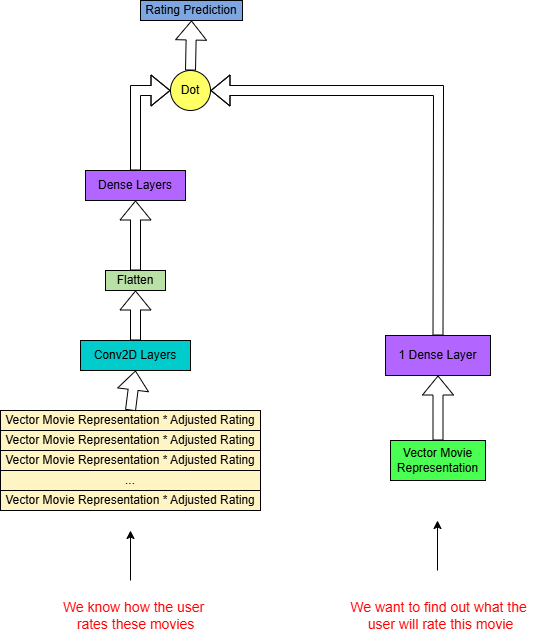 Rating Prediction
Dot
Dense Layers
Flatten
Conv2D Layers
1 Dense Layer
Vector Movie Representation * Adjusted Rating
Vector Movie Representation * Adjusted Rating
Vector Movie Representation * Adjusted Rating
...
Vector Movie Representation * Adjusted Rating
Vector Movie
Representation
We know how the user
rates these movies
We want to find out what the
user will rate this movie